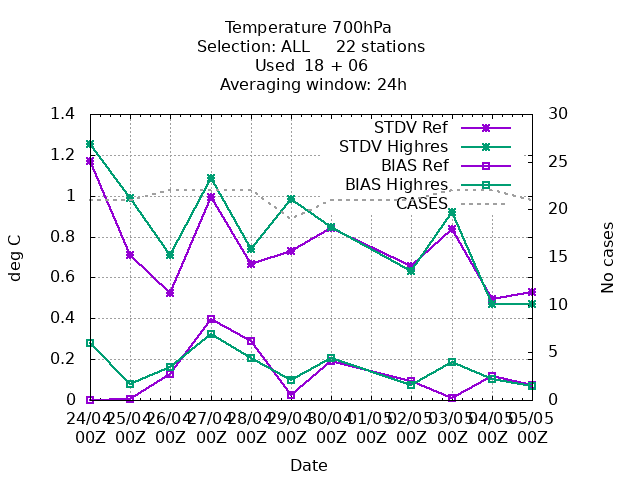 Temperature 700hPa
Selection: ALL     22 stations
Used  18 + 06
Averaging window: 24h
1.4
1.2
1
0.8
0.6
0.4
0.2
0
deg C
STDV Ref
STDV Highres
BIAS Ref
BIAS Highres
CASES
30
25
20
15
10
5
0
No cases
24/04 25/04 26/04 27/04 28/04 29/04 30/04 01/05 02/05 03/05 04/05 05/05
00Z 00Z 00Z 00Z 00Z 00Z 00Z 00Z 00Z 00Z 00Z 00Z
Date